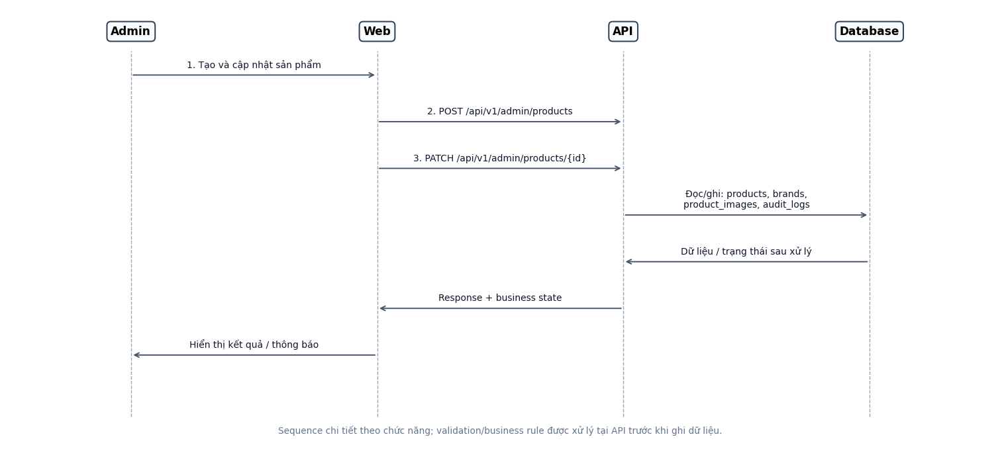 Admin
Web
API
Database
1. Tạo và cập nhật sản phẩm
2. POST /api/v1/admin/products
3. PATCH /api/v1/admin/products/{id}
Đọc/ghi: products, brands,
product_images, audit_logs
Dữ liệu / trạng thái sau xử lý
Response + business state
Hiển thị kết quả / thông báo
Sequence chi tiết theo chức năng; validation/business rule được xử lý tại API trước khi ghi dữ liệu.